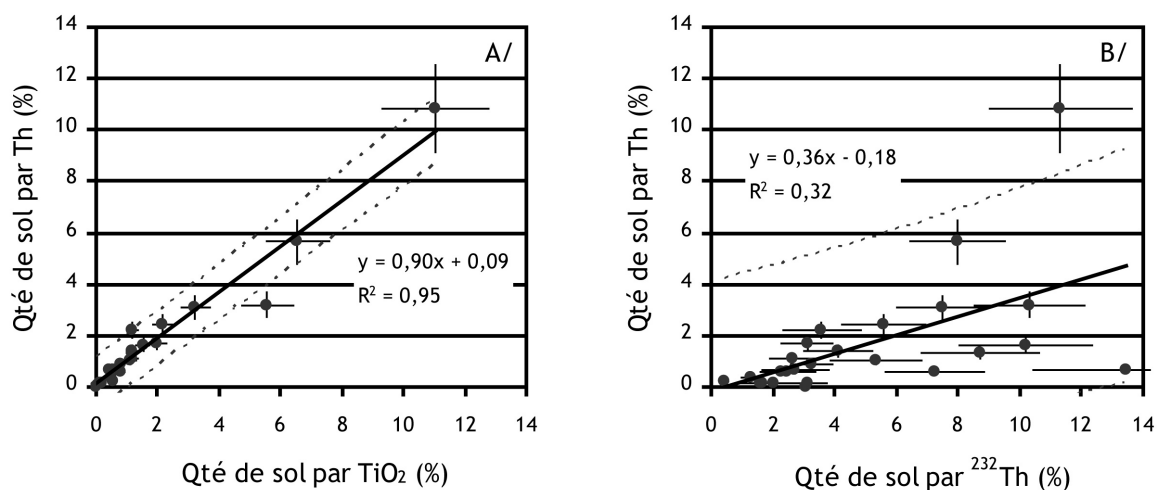 A/
Qté de sol par Th (%)
14
12
10
8
6
4
2
0
y = 0,90x + 0,09
R² = 0,95
0 2 4 6 8 10 12 14
Qté de sol par TiO₂ (%)
B/
Qté de sol par Th (%)
14
12
10
8
6
4
2
0
y = 0,36x - 0,18
R² = 0,32
0 2 4 6 8 10 12 14
Qté de sol par ²³²Th (%)